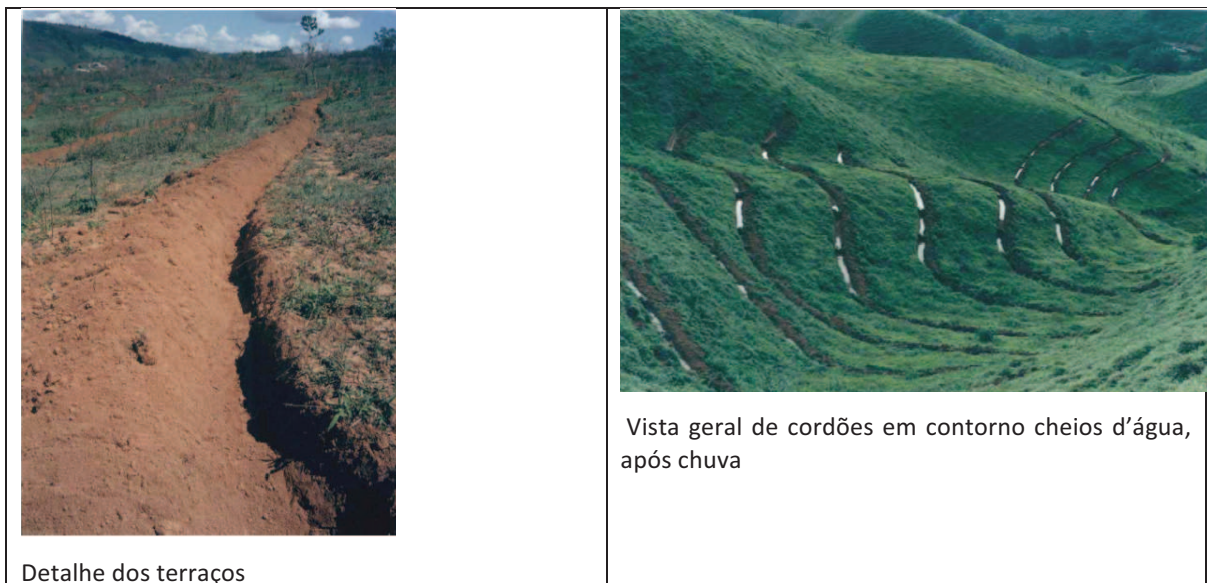 Detalhe dos terraços
Vista geral de cordões em contorno cheios d’água,
após chuva